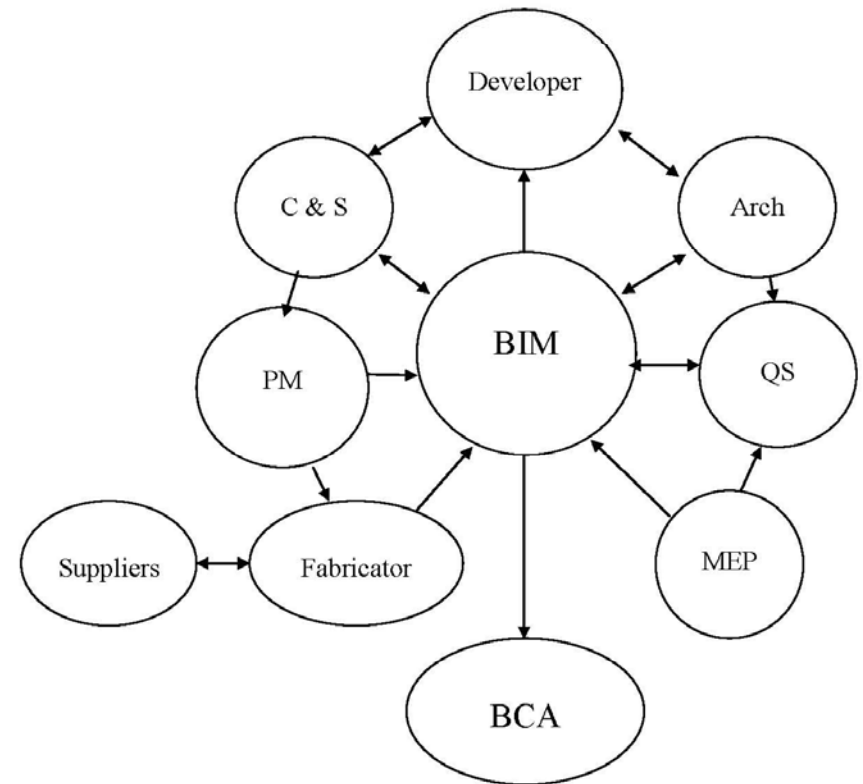 Developer
C & S
Arch
BIM
PM
QS
Suppliers
Fabricator
MEP
BCA